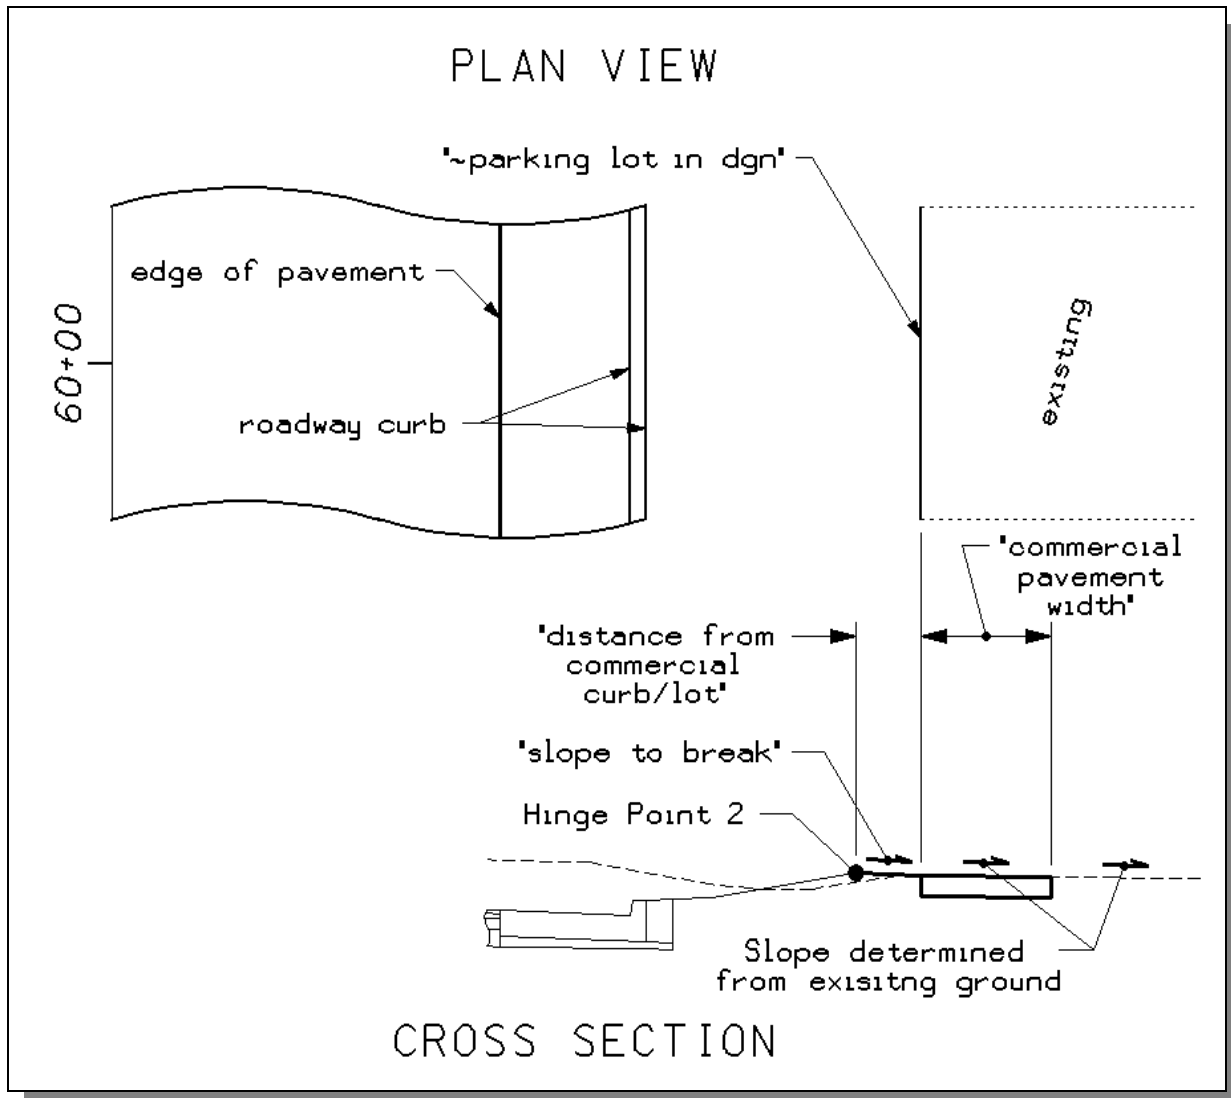 PLAN VIEW
"~parking lot in dgn"
edge of pavement
60+00
existing
roadway curb
"commercial
pavement
width"
"distance from
commercial
curb/lot"
"slope to break"
Hinge Point 2
Slope determined
from exisitng ground
CROSS SECTION